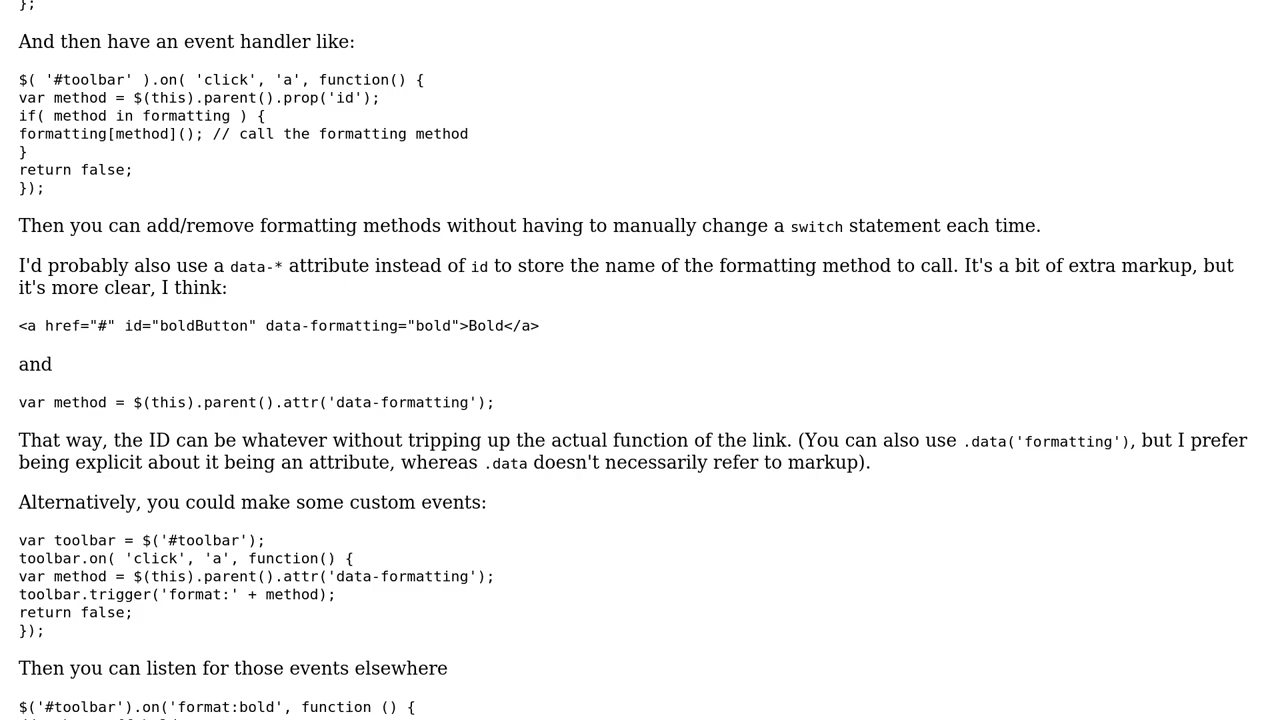 };
And then have an event handler like:
$( '#toolbar' ).on( 'click', 'a', function() {
var method = $(this).parent().prop('id');
if( method in formatting ) {
formatting[method](); // call the formatting method
}
return false;
});
Then you can add/remove formatting methods without having to manually change a switch statement each time.
I'd probably also use a data-* attribute instead of id to store the name of the formatting method to call. It's a bit of extra markup, but
it's more clear, I think:
<a href="#" id="boldButton" data-formatting="bold">Bold</a>
and
var method = $(this).parent().attr('data-formatting');
That way, the ID can be whatever without tripping up the actual function of the link. (You can also use .data('formatting'), but I prefer
being explicit about it being an attribute, whereas .data doesn't necessarily refer to markup).
Alternatively, you could make some custom events:
var toolbar = $('#toolbar');
toolbar.on( 'click', 'a', function() {
var method = $(this).parent().attr('data-formatting');
toolbar.trigger('format:' + method);
return false;
});
Then you can listen for those events elsewhere
$('#toolbar').on('format:bold', function () {